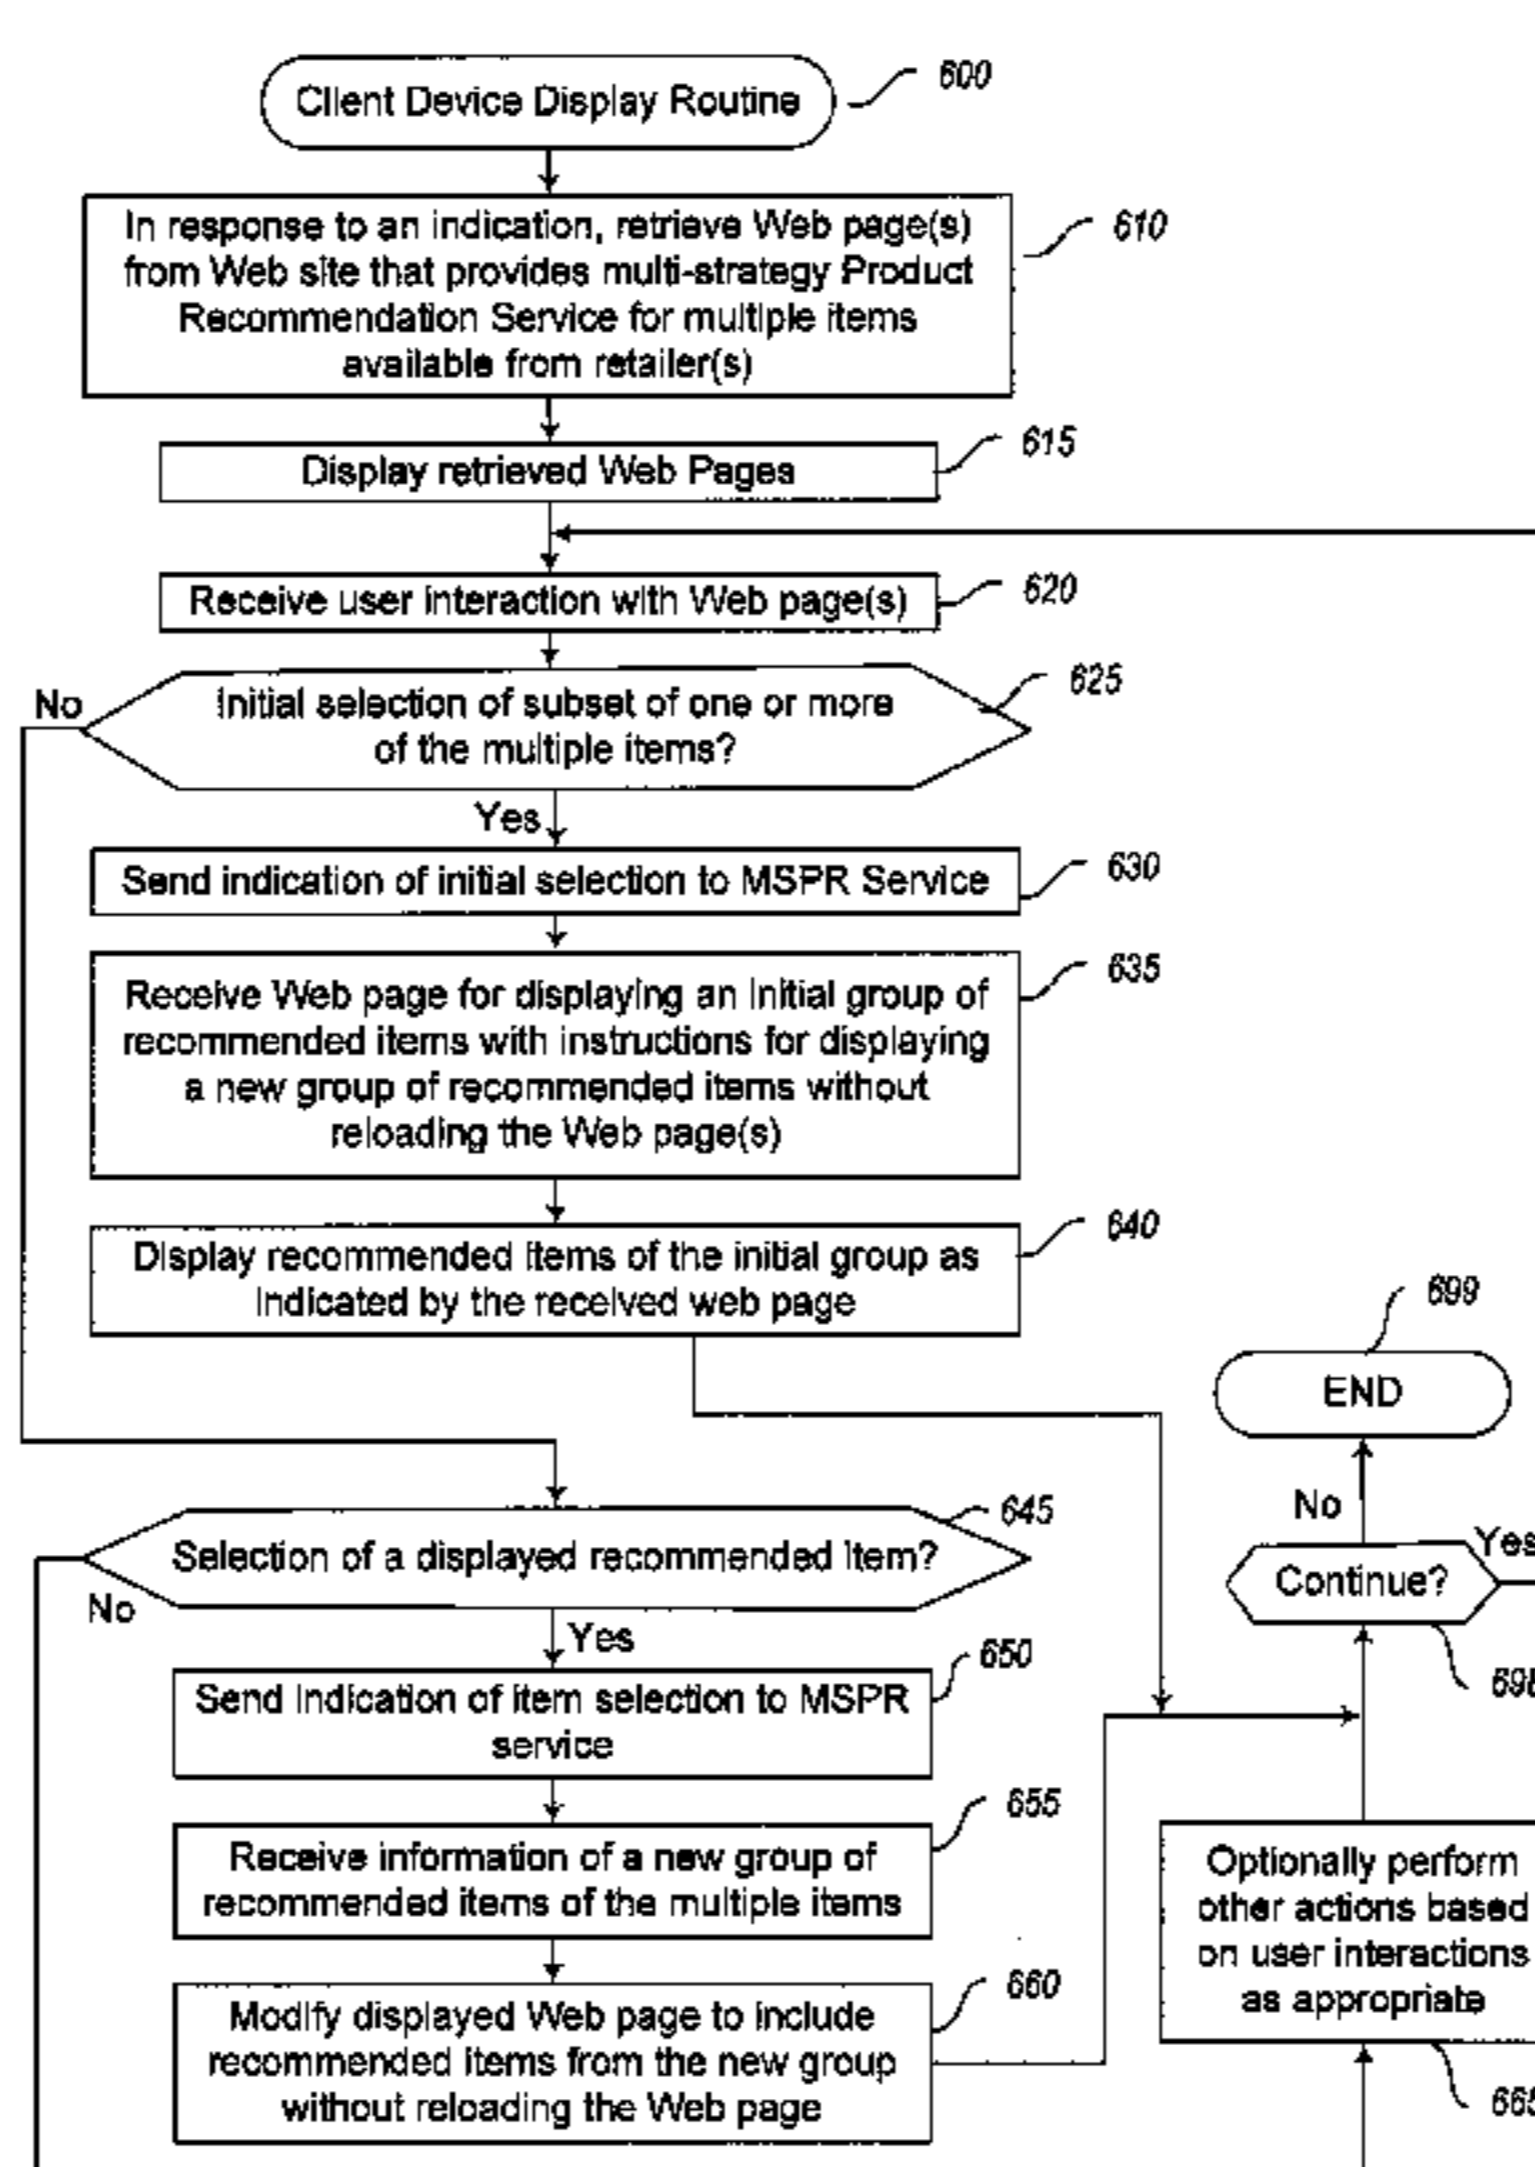 Client Device Display Routine
600
In response to an indication, retrieve Web page(s)
from Web site that provides multi-strategy Product
Recommendation Service for multiple items
available from retailer(s)
610
Display retrieved Web Pages
615
Receive user interaction with Web page(s)
620
Initial selection of subset of one or more
of the multiple items?
625
No
Yes
Send indication of initial selection to MSPR Service
630
Receive Web page for displaying an initial group of
recommended items with instructions for displaying
a new group of recommended items without
reloading the Web page(s)
635
Display recommended items of the initial group as
indicated by the received web page
640
699
END
No
Yes
Continue?
Selection of a displayed recommended item?
645
No
Yes
Send indication of item selection to MSPR
service
650
Receive information of a new group of
recommended items of the multiple items
655
Modify displayed Web page to include
recommended items from the new group
without reloading the Web page
660
Optionally perform
other actions based
on user interactions
as appropriate
665